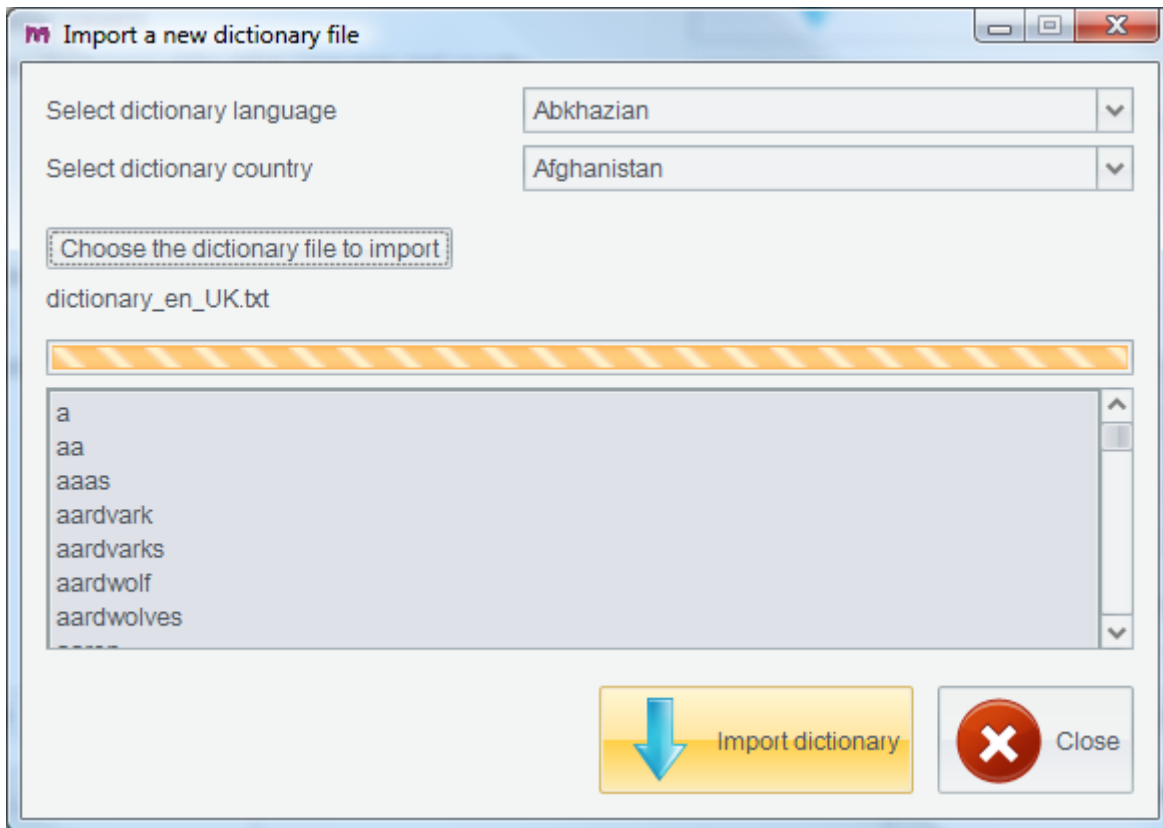 Import a new dictionary file
Select dictionary language Abkhazian
Select dictionary country Afghanistan
Choose the dictionary file to import
dictionary_en_UK.txt
a
aa
aaas
aardvark
aardvarks
aardwolf
aardwolves
Import dictionary Close